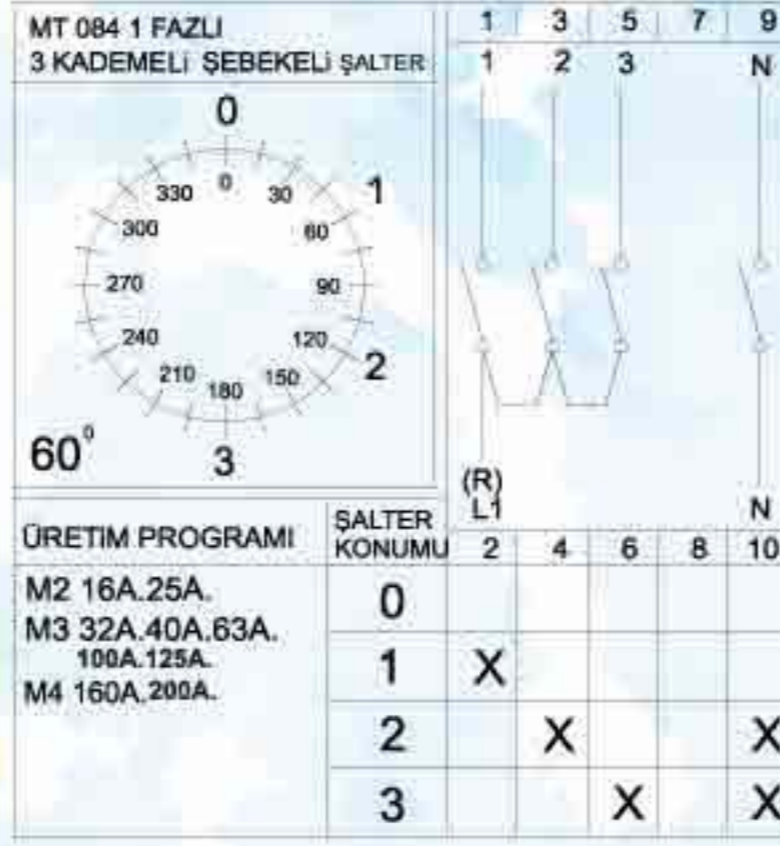 MT 084 1 FAZLI
3 KADEMELİ ŞEBEKELİ ŞALTER
0
1
2
3
0
30
60
90
120
150
180
210
240
270
300
330
60⁰
1 3 5 7 9
1 2 3 N
(R)
L1 N
ÜRETİM PROGRAMI
ŞALTER
KONUMU
2 4 6 8 10
M2 16A.25A.
M3 32A.40A.63A.
100A.125A.
M4 160A.200A.
0
1 X
2 X X
3 X X